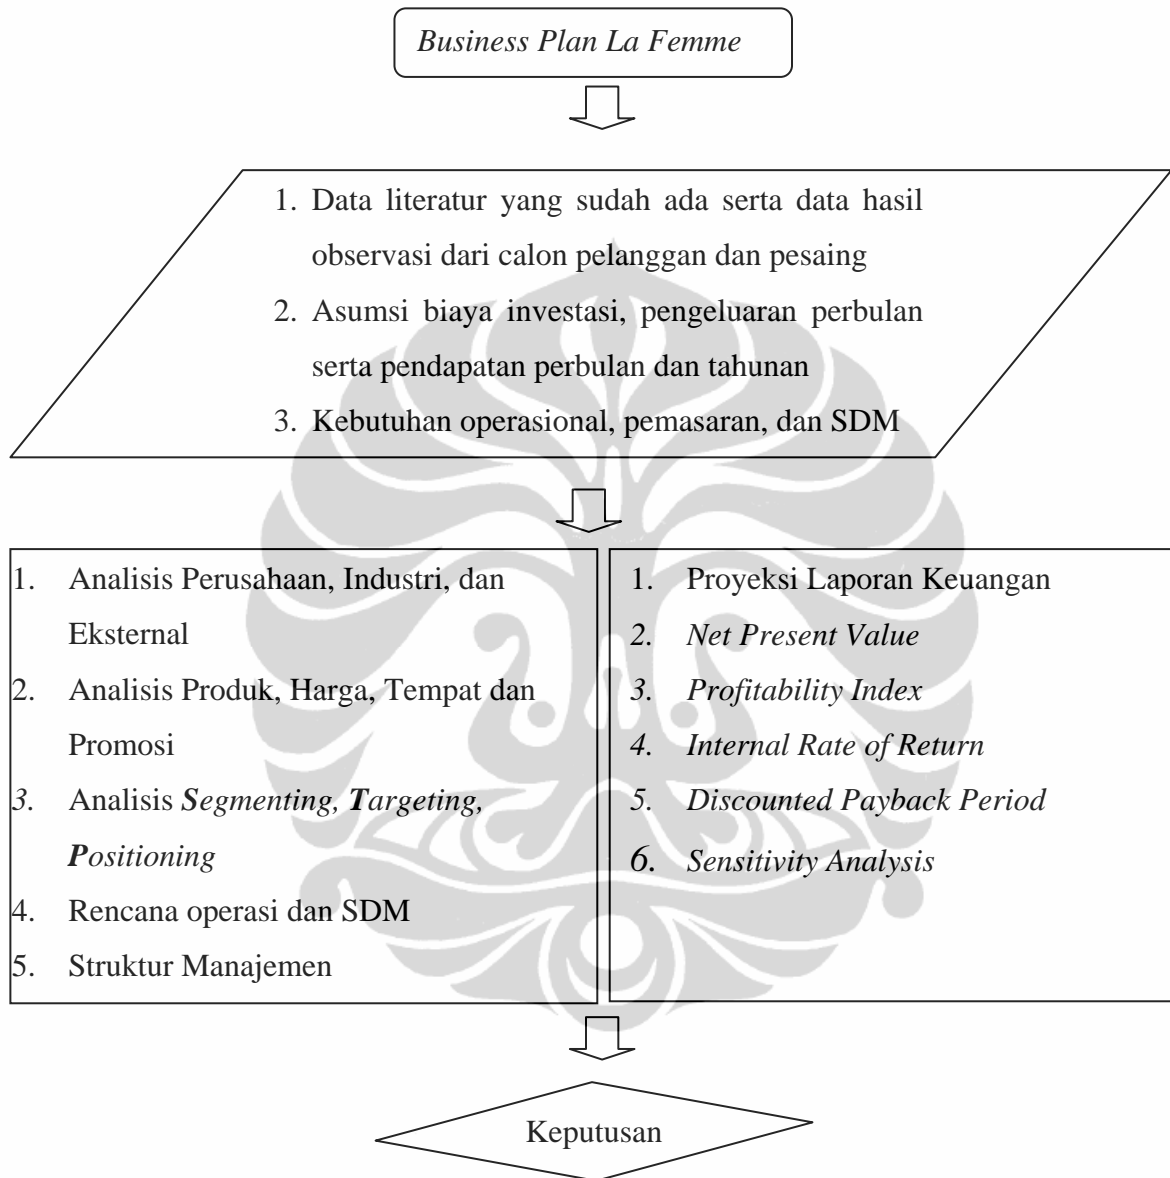 Business Plan La Femme
1. Data literatur yang sudah ada serta data hasil
observasi dari calon pelanggan dan pesaing
2. Asumsi biaya investasi, pengeluaran perbulan
serta pendapatan perbulan dan tahunan
3. Kebutuhan operasional, pemasaran, dan SDM
1. Analisis Perusahaan, Industri, dan
Eksternal
2. Analisis Produk, Harga, Tempat dan
Promosi
3. Analisis Segmenting, Targeting,
Positioning
4. Rencana operasi dan SDM
5. Struktur Manajemen
1. Proyeksi Laporan Keuangan
2. Net Present Value
3. Profitability Index
4. Internal Rate of Return
5. Discounted Payback Period
6. Sensitivity Analysis
Keputusan